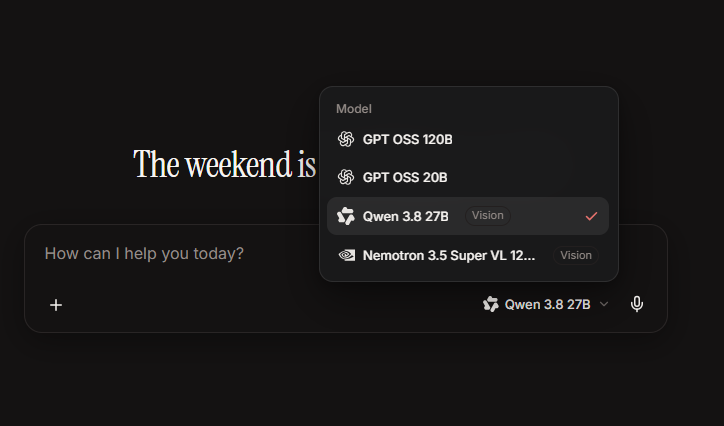 Model
GPT OSS 120B
GPT OSS 20B
Qwen 3.8 27B Vision
Nemotron 3.5 Super VL 12... Vision
The weekend is
How can I help you today?
Qwen 3.8 27B